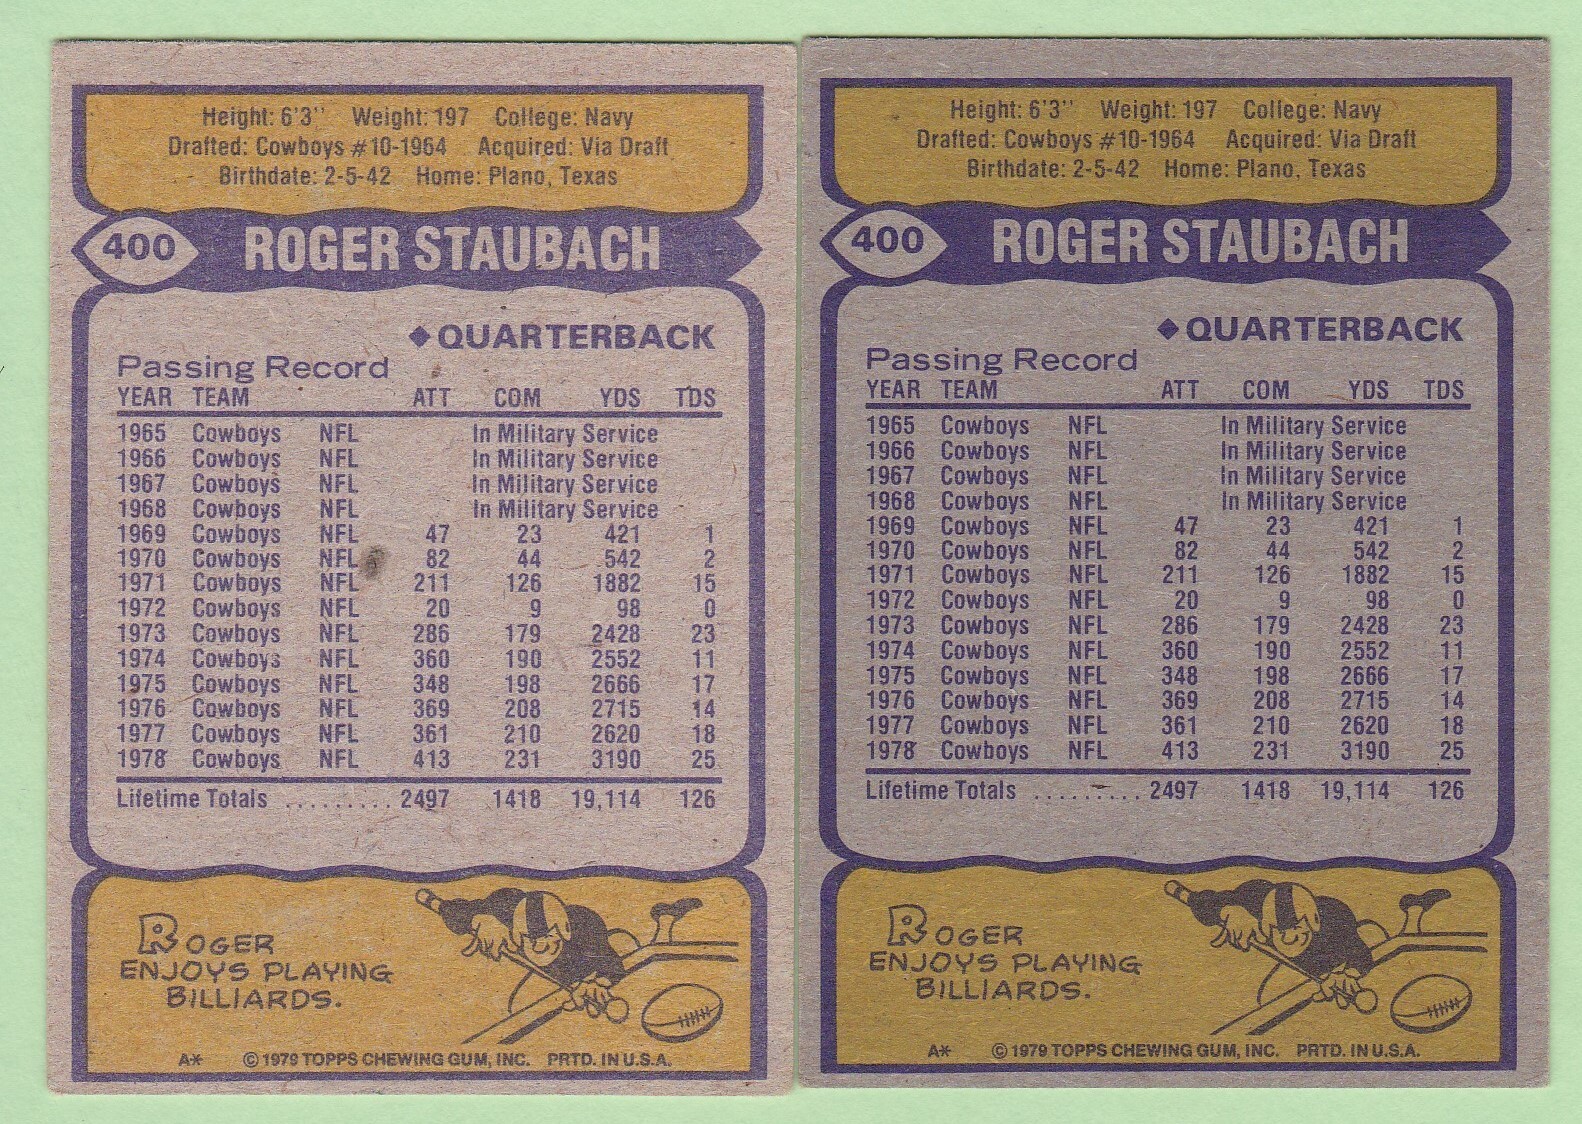 Height: 6'3" Weight: 197 College: Navy
Drafted: Cowboys #10-1964 Acquired: Via Draft
Birthdate: 2-5-42 Home: Plano, Texas
400 ROGER STAUBACH
◆ QUARTERBACK
Passing Record
YEAR TEAM ATT COM YDS TDS
1965 Cowboys NFL In Military Service
1966 Cowboys NFL In Military Service
1967 Cowboys NFL In Military Service
1968 Cowboys NFL In Military Service
1969 Cowboys NFL 47 23 421 1
1970 Cowboys NFL 82 44 542 2
1971 Cowboys NFL 211 126 1882 15
1972 Cowboys NFL 20 9 98 0
1973 Cowboys NFL 286 179 2428 23
1974 Cowboys NFL 360 190 2552 11
1975 Cowboys NFL 348 198 2666 17
1976 Cowboys NFL 369 208 2715 14
1977 Cowboys NFL 361 210 2620 18
1978 Cowboys NFL 413 231 3190 25
Lifetime Totals ......... 2497 1418 19,114 126
ROGER
ENJOYS PLAYING
BILLIARDS.
A* © 1979 TOPPS CHEWING GUM, INC. PRTD. IN U.S.A.
Height: 6'3" Weight: 197 College: Navy
Drafted: Cowboys #10-1964 Acquired: Via Draft
Birthdate: 2-5-42 Home: Plano, Texas
400 ROGER STAUBACH
◆ QUARTERBACK
Passing Record
YEAR TEAM ATT COM YDS TDS
1965 Cowboys NFL In Military Service
1966 Cowboys NFL In Military Service
1967 Cowboys NFL In Military Service
1968 Cowboys NFL In Military Service
1969 Cowboys NFL 47 23 421 1
1970 Cowboys NFL 82 44 542 2
1971 Cowboys NFL 211 126 1882 15
1972 Cowboys NFL 20 9 98 0
1973 Cowboys NFL 286 179 2428 23
1974 Cowboys NFL 360 190 2552 11
1975 Cowboys NFL 348 198 2666 17
1976 Cowboys NFL 369 208 2715 14
1977 Cowboys NFL 361 210 2620 18
1978 Cowboys NFL 413 231 3190 25
Lifetime Totals ......... 2497 1418 19,114 126
ROGER
ENJOYS PLAYING
BILLIARDS.
A* © 1979 TOPPS CHEWING GUM, INC. PRTD. IN U.S.A.